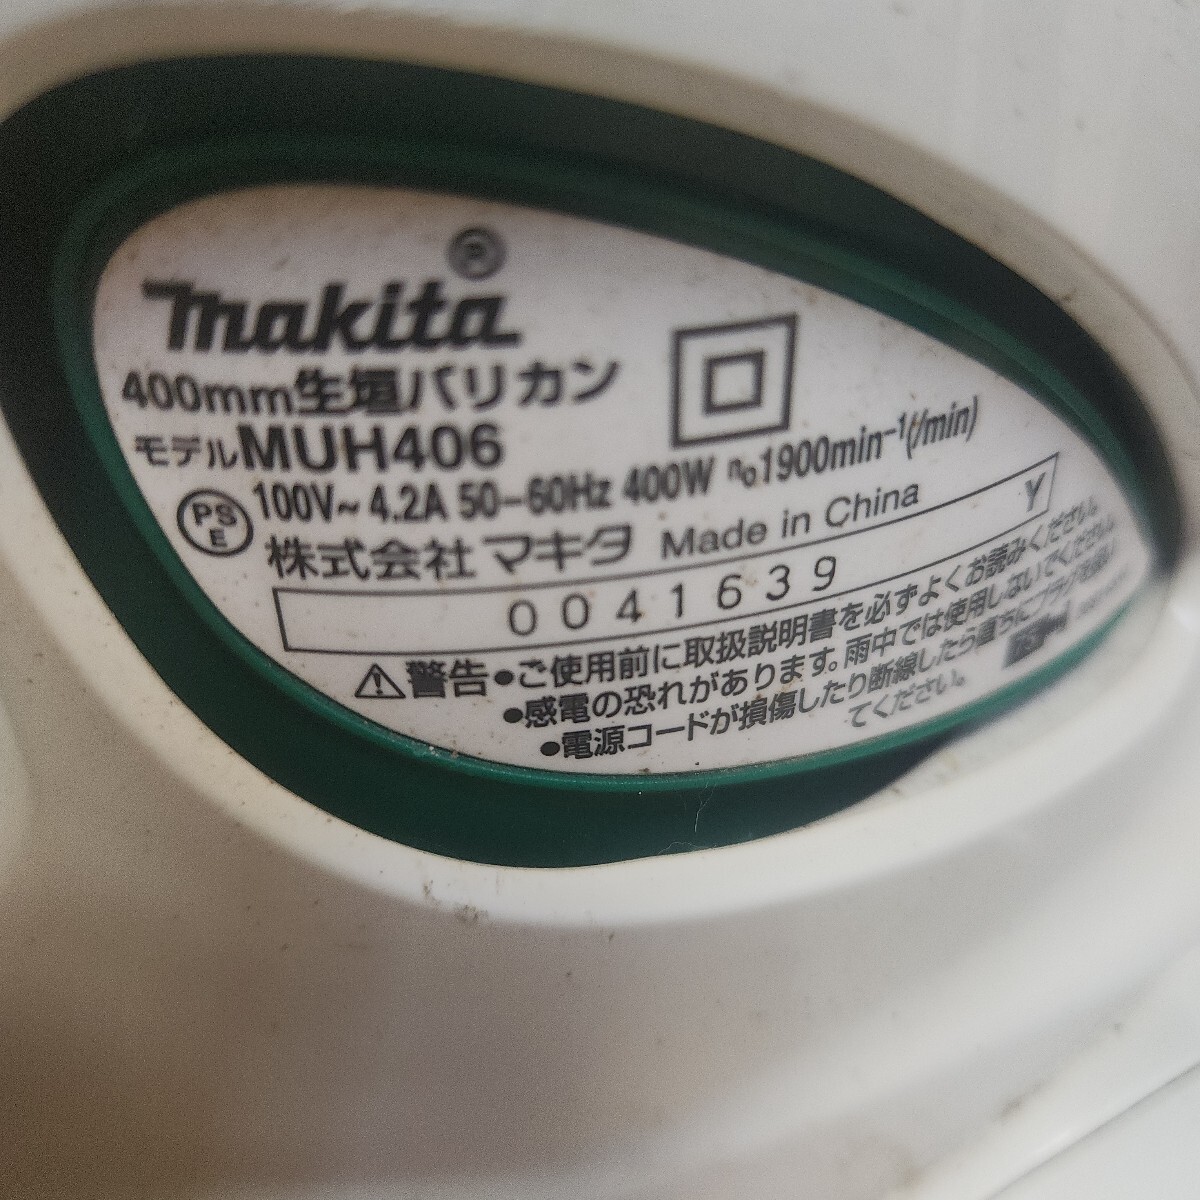 makita®
400mm生垣バリカン
モデルMUH406
PSE 100V~ 4.2A 50-60Hz 400W n₀1900min⁻¹(/min)
株式会社 マキタ Made in China
0041639 Y
⚠警告●ご使用前に取扱説明書を必ずよくお読みください。
●感電の恐れがあります。雨中では使用しないでください。
●電源コードが損傷したり断線したら直ちにプラグを
てください。